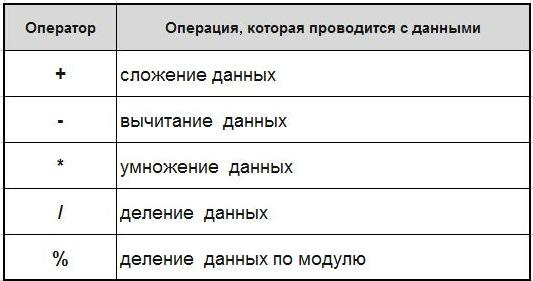 Оператор Операция, которая проводится с данными
+ сложение данных
- вычитание данных
* умножение данных
/ деление данных
% деление данных по модулю